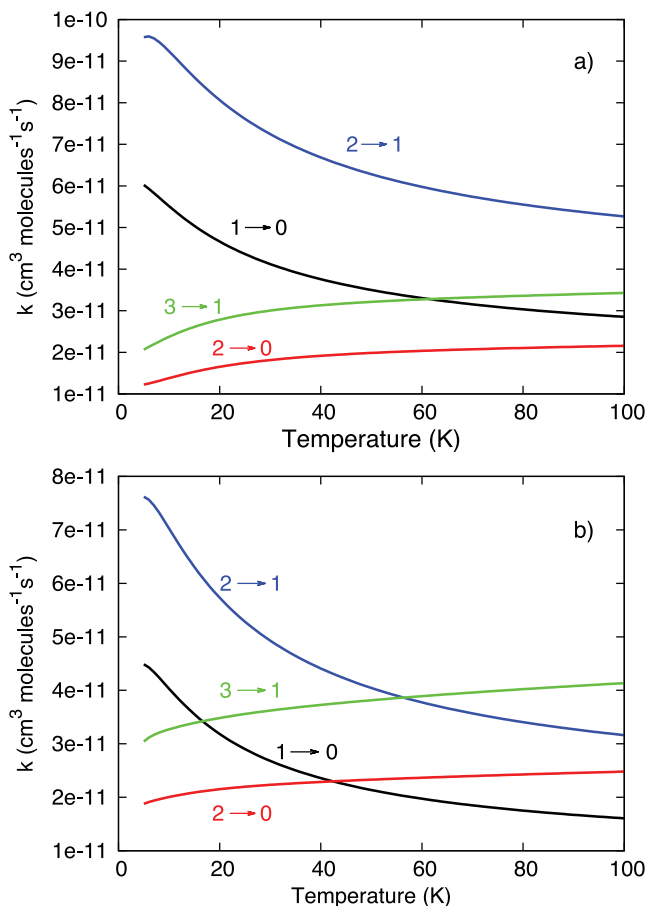 1e-10
a)
9e-11
8e-11
2 → 1
7e-11
6e-11
1 → 0
5e-11
4e-11
3 → 1
3e-11
2 → 0
2e-11
1e-11
k (cm³ molecules⁻¹s⁻¹)
0 20 40 60 80 100
Temperature (K)
8e-11
b)
7e-11
2 → 1
6e-11
5e-11
3 → 1
4e-11
1 → 0
3e-11
2e-11
2 → 0
1e-11
k (cm³ molecules⁻¹s⁻¹)
0 20 40 60 80 100
Temperature (K)